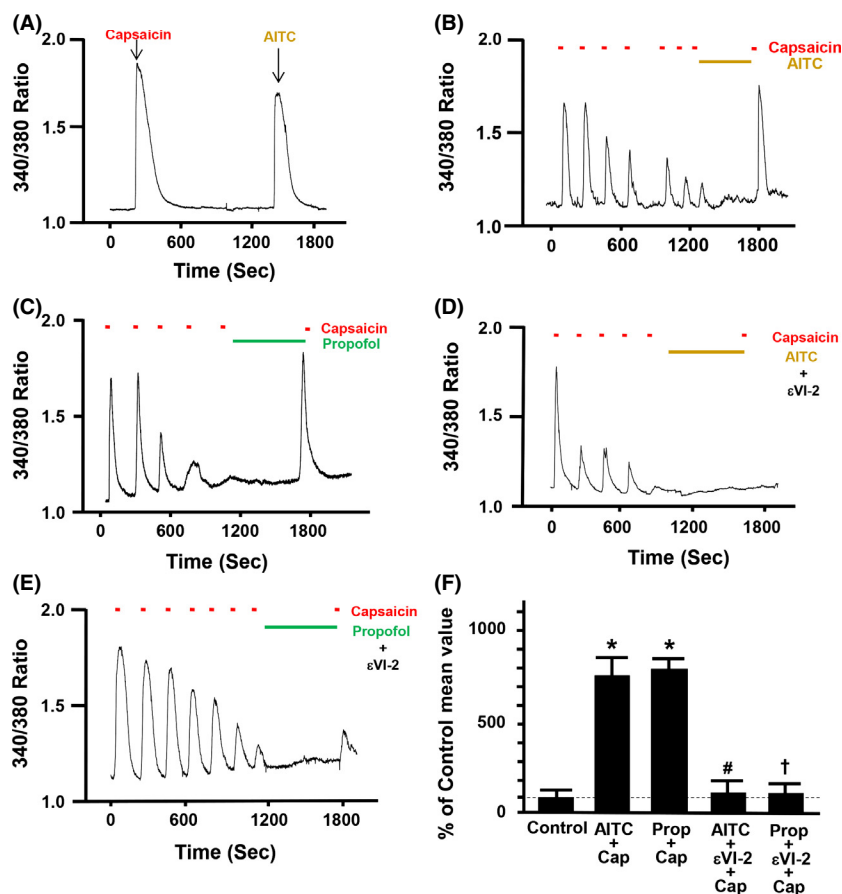 (A)
Capsaicin
AITC
2.0
1.5
1.0
340/380 Ratio
0 600 1200 1800
Time (Sec)
(B)
Capsaicin
AITC
2.0
1.5
1.0
340/380 Ratio
0 600 1200 1800
Time (Sec)
(C)
Capsaicin
Propofol
2.0
1.5
1.0
340/380 Ratio
0 600 1200 1800
Time (Sec)
(D)
Capsaicin
AITC
+
εVI-2
2.0
1.5
1.0
340/380 Ratio
0 600 1200 1800
Time (Sec)
(E)
Capsaicin
Propofol
+
εVI-2
2.0
1.5
1.0
340/380 Ratio
0 600 1200 1800
Time (Sec)
(F)
1000
500
0
% of Control mean value
* * # †
Control
AITC
+
Cap
Prop
+
Cap
AITC
+
εVI-2
+
Cap
Prop
+
εVI-2
+
Cap